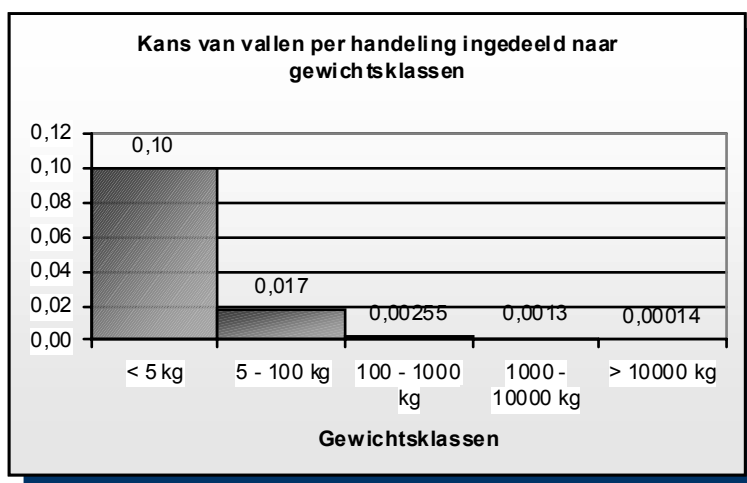 Kans van vallen per handeling ingedeeld naar
gewichtsklassen
0,12
0,10
0,08
0,06
0,04
0,02
0,00
0,10
0,017
0,00255
0,0013
0,00014
< 5 kg
5 - 100 kg
100 - 1000
kg
1000 -
10000 kg
> 10000 kg
Gewichtsklassen